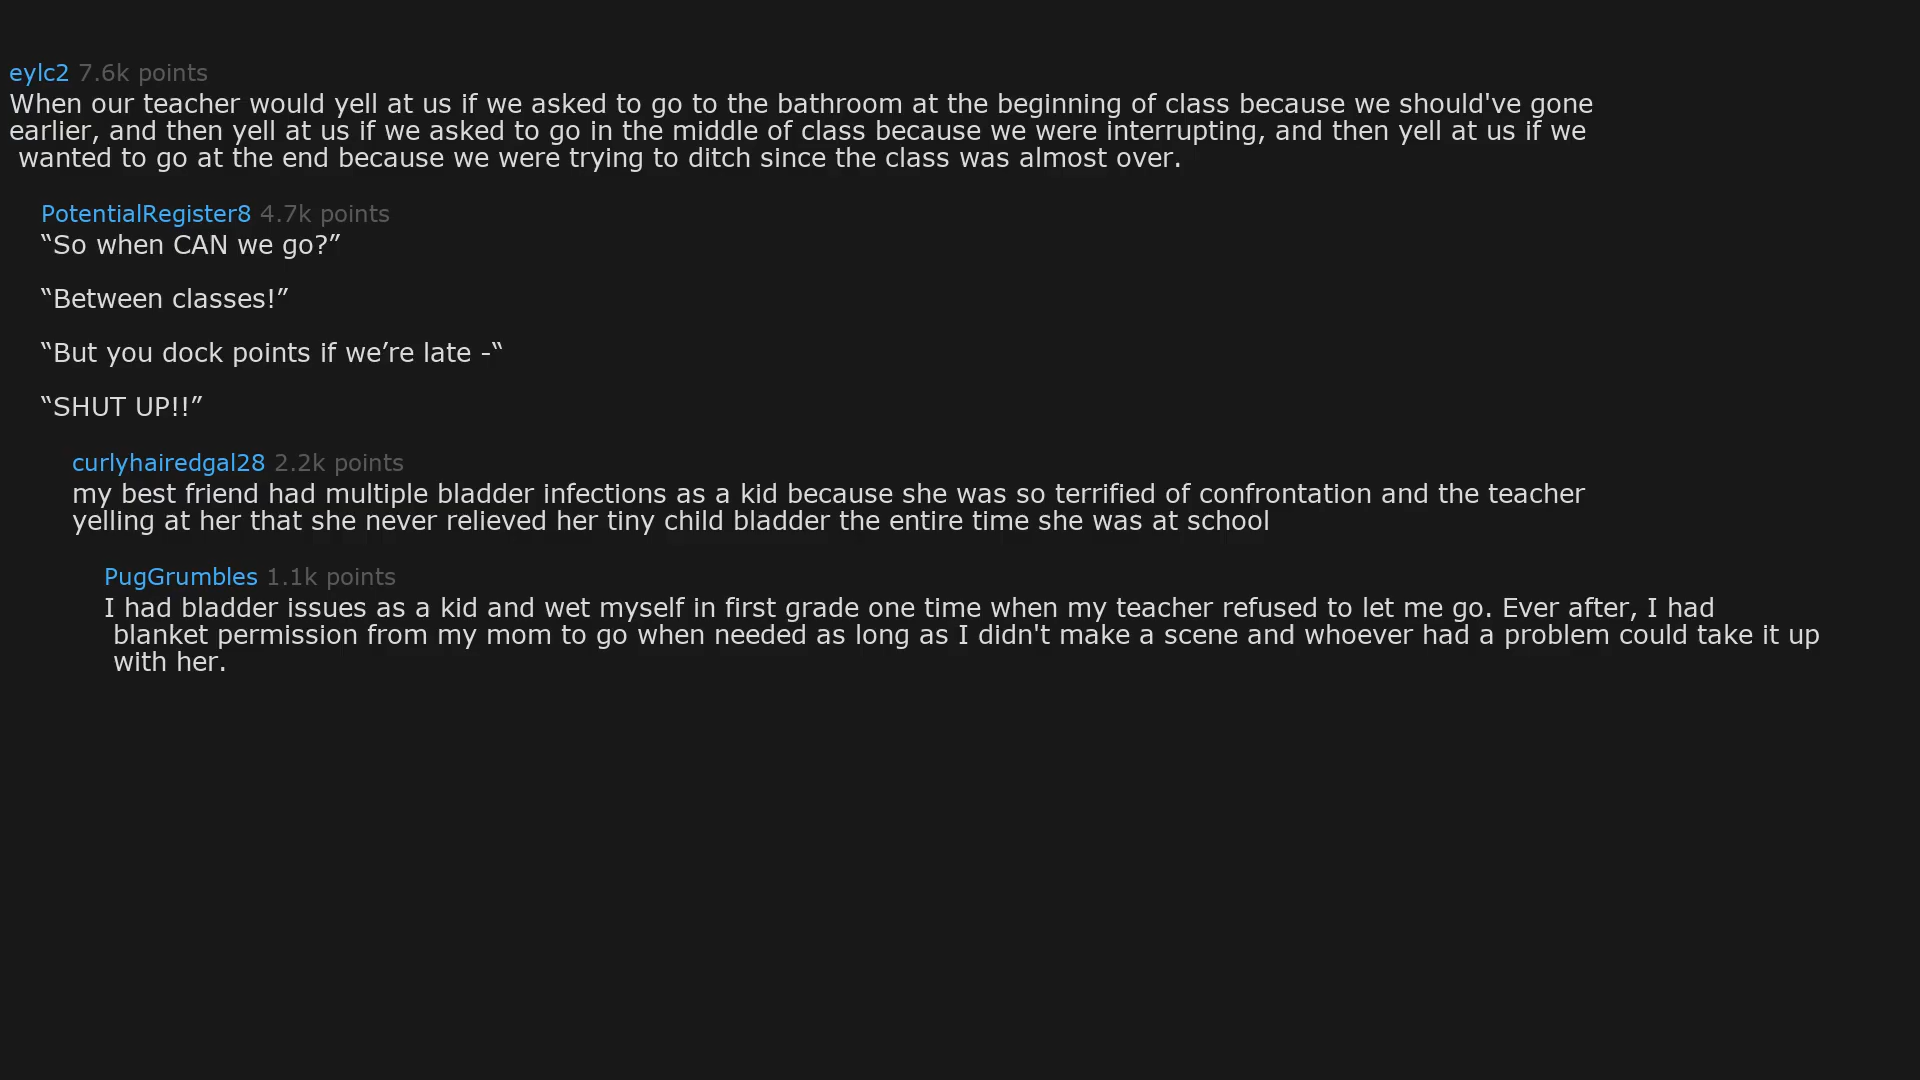 eylc2 7.6k points
When our teacher would yell at us if we asked to go to the bathroom at the beginning of class because we should've gone
earlier, and then yell at us if we asked to go in the middle of class because we were interrupting, and then yell at us if we
wanted to go at the end because we were trying to ditch since the class was almost over.
PotentialRegister8 4.7k points
“So when CAN we go?”
“Between classes!”
“But you dock points if we’re late -“
“SHUT UP!!”
curlyhairedgal28 2.2k points
my best friend had multiple bladder infections as a kid because she was so terrified of confrontation and the teacher
yelling at her that she never relieved her tiny child bladder the entire time she was at school
PugGrumbles 1.1k points
I had bladder issues as a kid and wet myself in first grade one time when my teacher refused to let me go. Ever after, I had
blanket permission from my mom to go when needed as long as I didn't make a scene and whoever had a problem could take it up
with her.